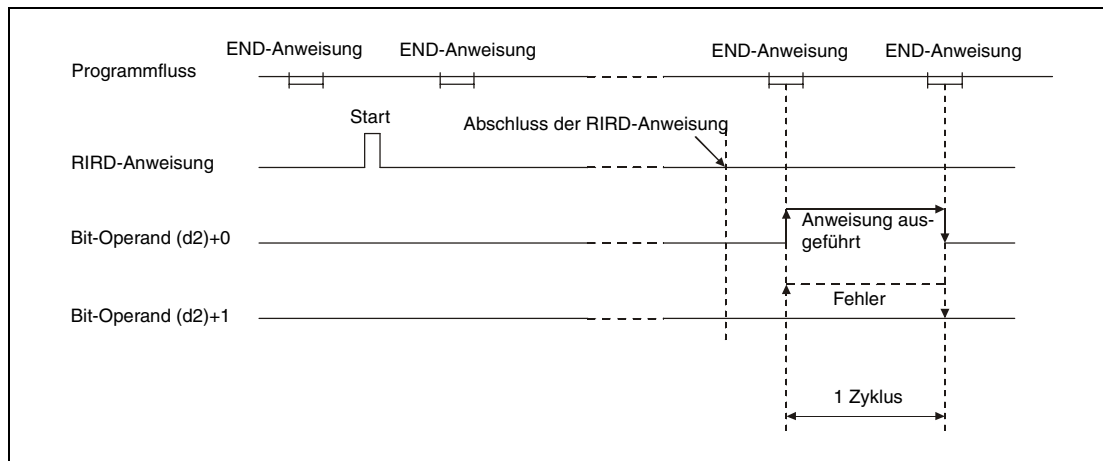 END-Anweisung END-Anweisung END-Anweisung END-Anweisung
Programmfluss
Start
Abschluss der RIRD-Anweisung
RIRD-Anweisung
Anweisung aus-
geführt
Bit-Operand (d2)+0
Fehler
Bit-Operand (d2)+1
1 Zyklus